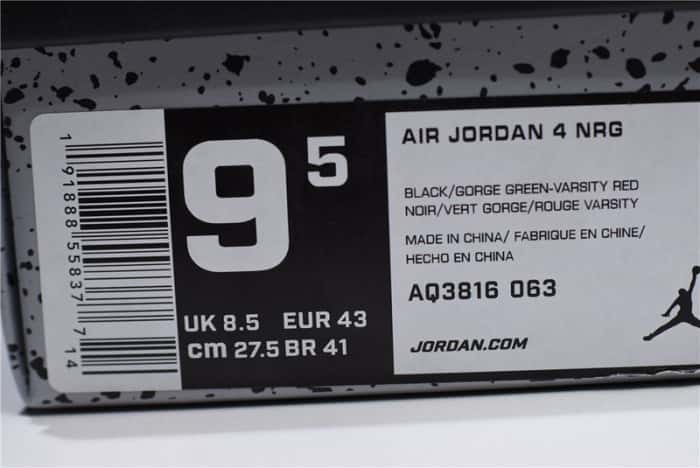 1 91888 55837 7 14
9 5
UK 8.5 EUR 43
cm 27.5 BR 41
AIR JORDAN 4 NRG
BLACK/GORGE GREEN-VARSITY RED
NOIR/VERT GORGE/ROUGE VARSITY
MADE IN CHINA/ FABRIQUE EN CHINE/
HECHO EN CHINA
AQ3816 063
JORDAN.COM